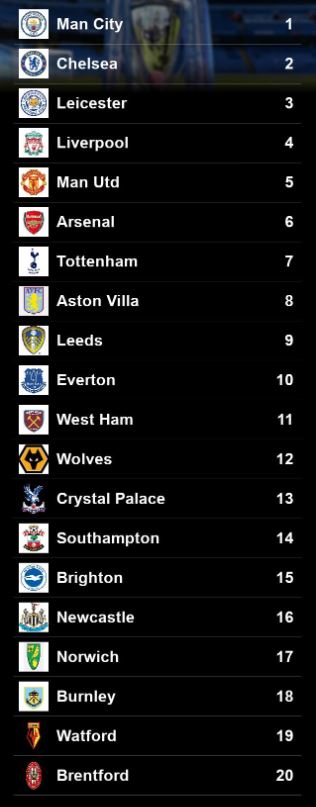 Man City 1
Chelsea 2
Leicester 3
Liverpool 4
Man Utd 5
Arsenal 6
Tottenham 7
Aston Villa 8
Leeds 9
Everton 10
West Ham 11
Wolves 12
Crystal Palace 13
Southampton 14
Brighton 15
Newcastle 16
Norwich 17
Burnley 18
Watford 19
Brentford 20